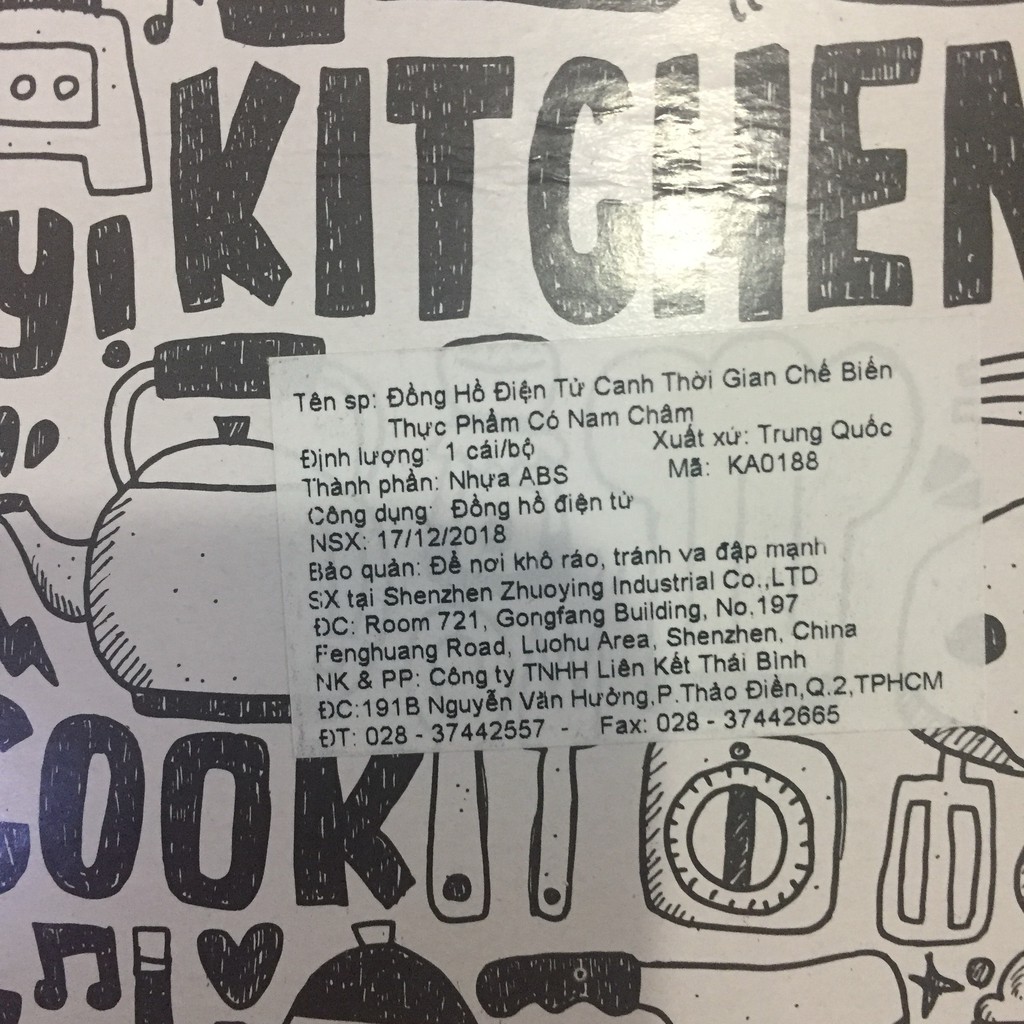 KITCHEN
y!
Tên sp: Đồng Hồ Điện Tử Canh Thời Gian Chế Biến
Thực Phẩm Có Nam Châm
Định lượng: 1 cái/bộ Xuất xứ: Trung Quốc
Thành phần: Nhựa ABS Mã: KA0188
Công dụng: Đồng hồ điện tử
NSX: 17/12/2018
Bảo quản: Để nơi khô ráo, tránh va đập mạnh
SX tại Shenzhen Zhuoying Industrial Co.,LTD
ĐC: Room 721, Gongfang Building, No,197
Fenghuang Road, Luohu Area, Shenzhen, China
NK & PP: Công ty TNHH Liên Kết Thái Bình
ĐC:191B Nguyễn Văn Hưởng,P.Thảo Điền,Q.2,TPHCM
ĐT: 028 - 37442557 - Fax: 028 - 37442665
COOK